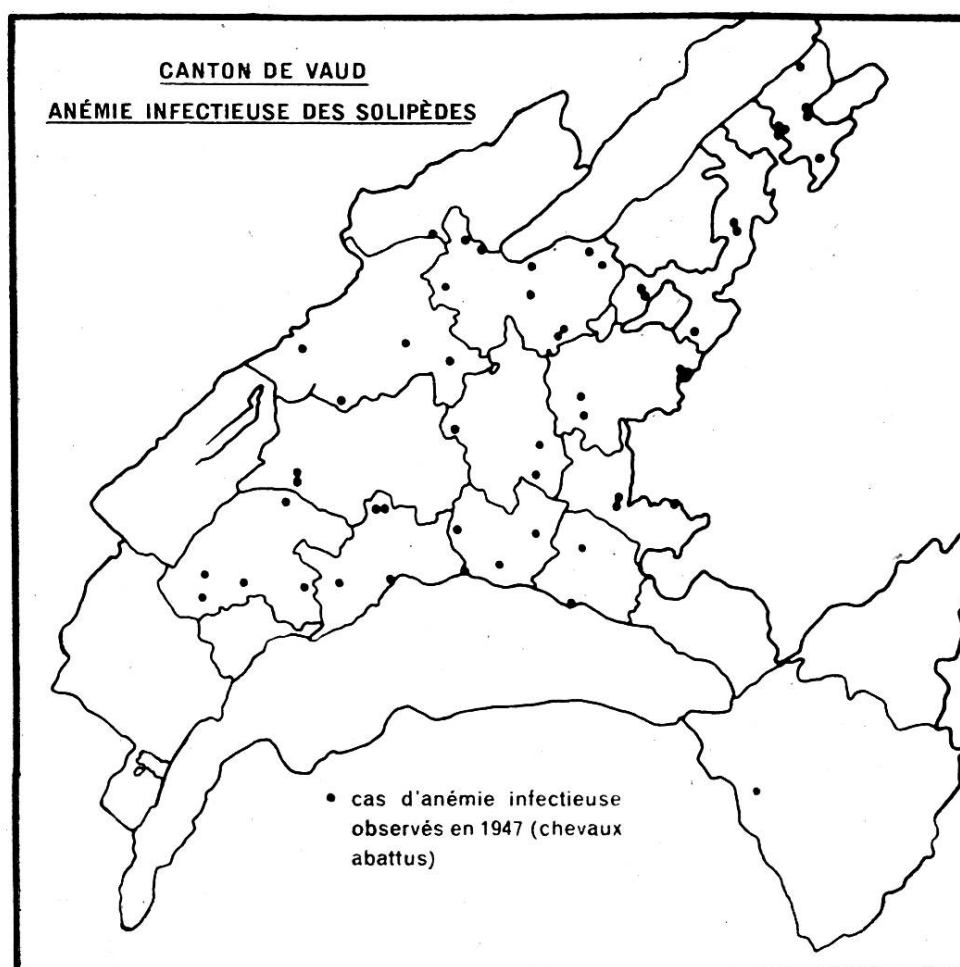 CANTON DE VAUD
ANÉMIE INFECTIEUSE DES SOLIPÈDES
• cas d'anémie infectieuse
observés en 1947 (chevaux
abattus)